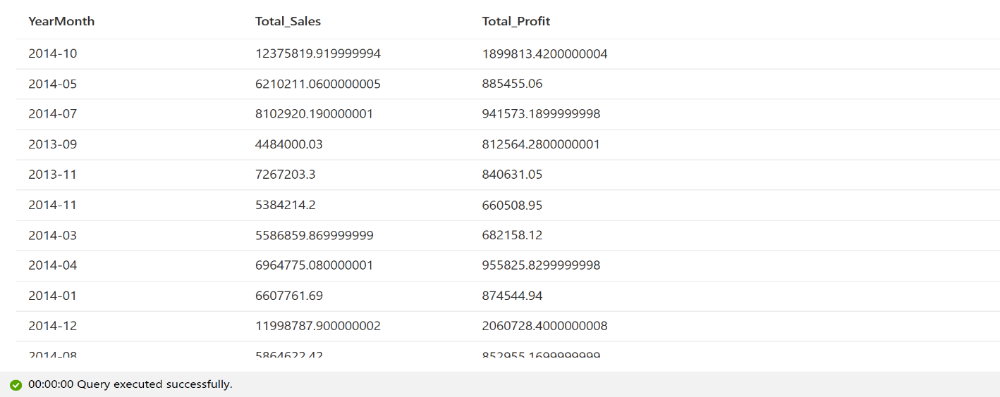 YearMonth Total_Sales Total_Profit
2014-10 12375819.919999994 1899813.4200000004
2014-05 6210211.0600000005 885455.06
2014-07 8102920.190000001 941573.1899999998
2013-09 4484000.03 812564.2800000001
2013-11 7267203.3 840631.05
2014-11 5384214.2 660508.95
2014-03 5586859.869999999 682158.12
2014-04 6964775.080000001 955825.8299999998
2014-01 6607761.69 874544.94
2014-12 11998787.900000002 2060728.4000000008
2014-08 5864622.42 852955.1699999999
00:00:00 Query executed successfully.